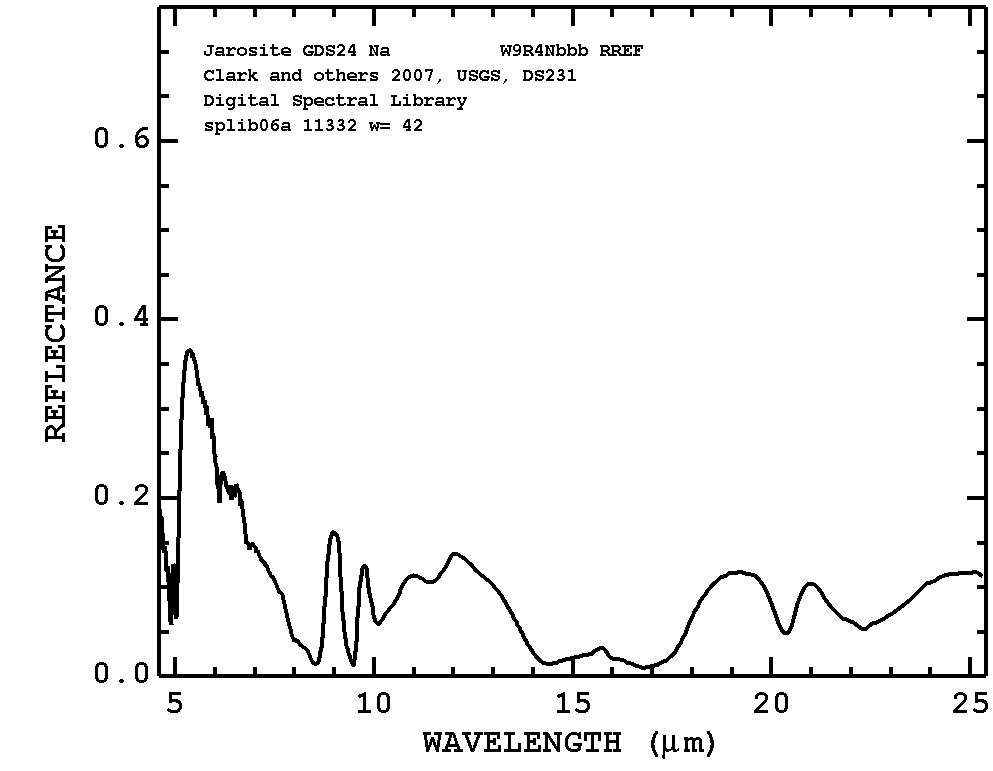 Jarosite GDS24 Na W9R4Nbbb RREF
Clark and others 2007, USGS, DS231
Digital Spectral Library
splib06a 11332 w= 42
0.6
0.4
0.2
0.0
REFLECTANCE
5 10 15 20 25
WAVELENGTH (μm)